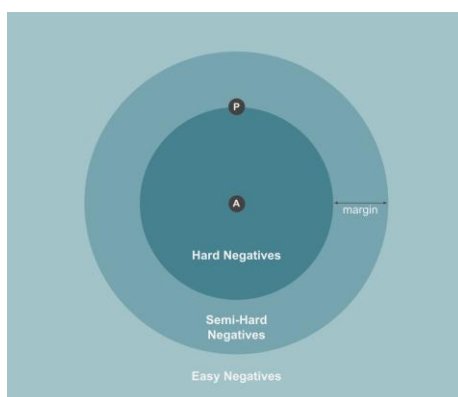 P
A
margin
Hard Negatives
Semi-Hard
Negatives
Easy Negatives